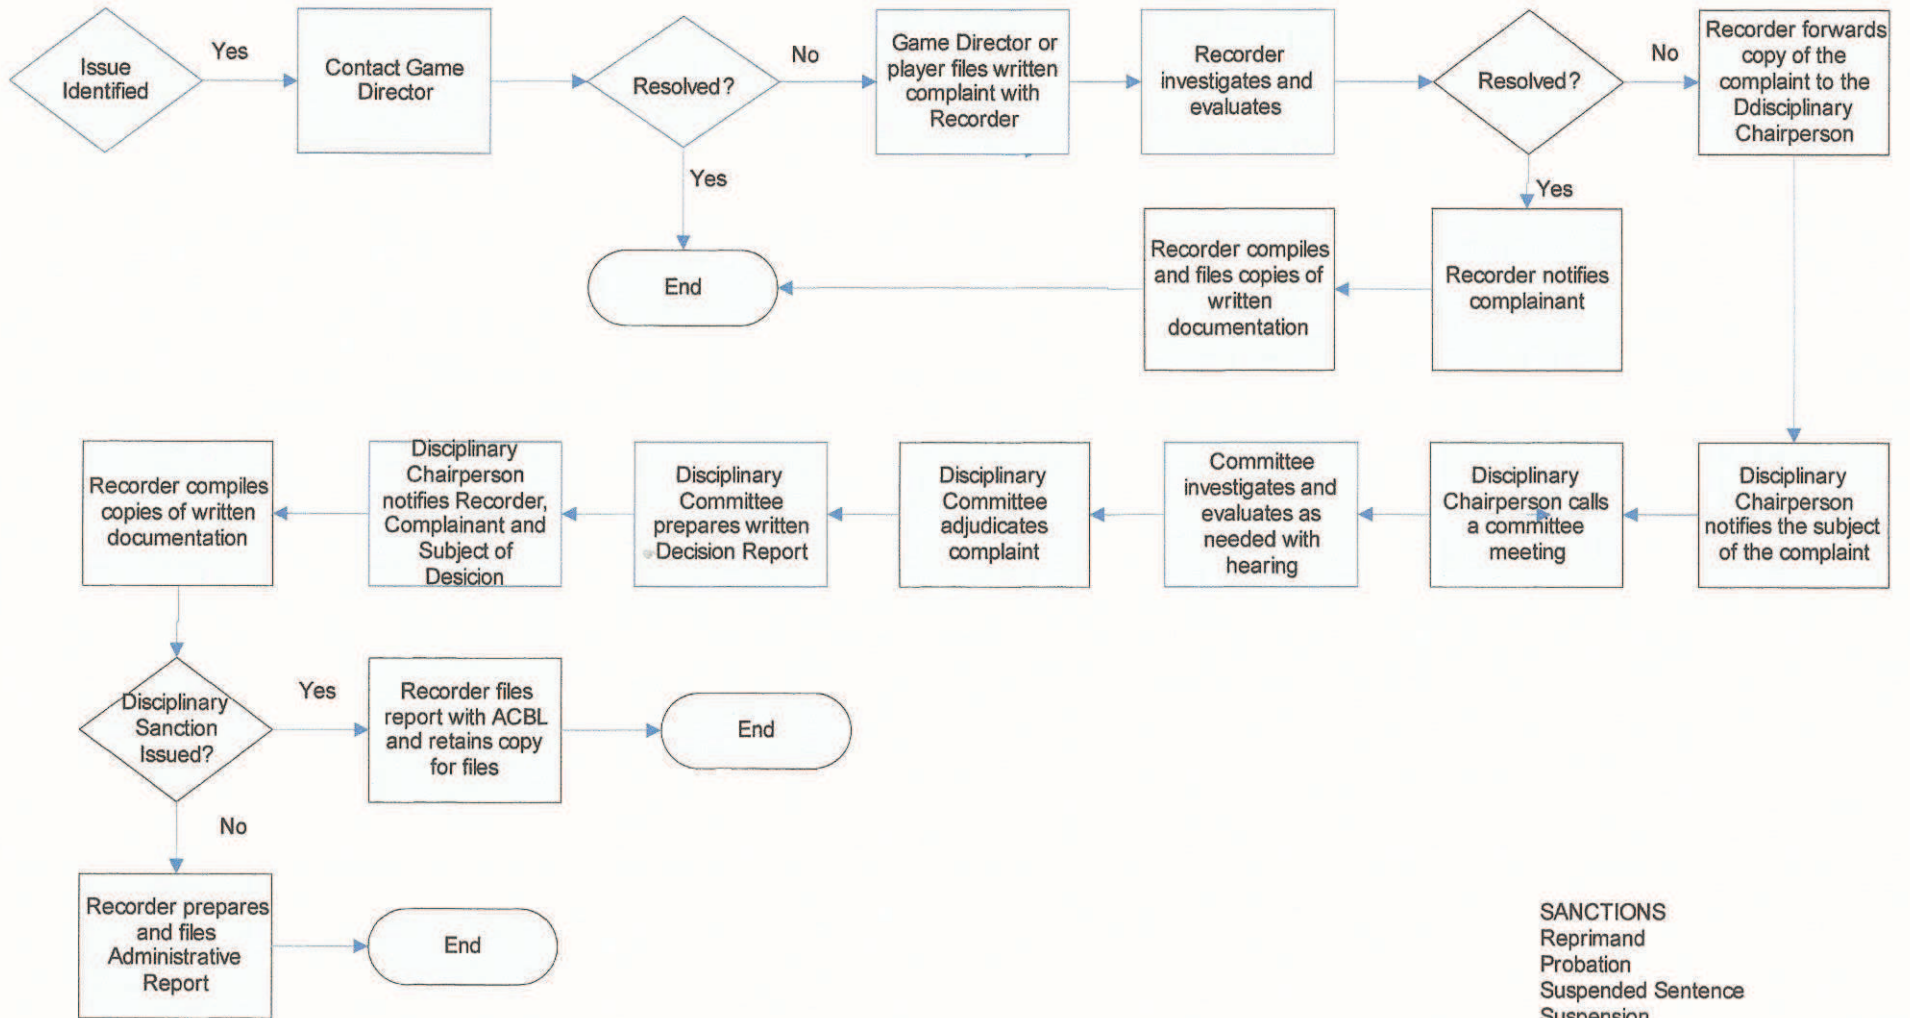 Issue
Identified
Yes
Contact Game
Director
Resolved?
No
Game Director or
player files written
complaint with
Recorder
Recorder
investigates and
evaluates
Resolved?
No
Recorder forwards
copy of the
complaint to the
Ddisciplinary
Chairperson
Yes
Yes
End
Recorder compiles
and files copies of
written
documentation
Recorder notifies
complainant
Recorder compiles
copies of written
documentation
Disciplinary
Chairperson
notifies Recorder,
Complainant and
Subject of
Desicion
Disciplinary
Committee
prepares written
Decision Report
Disciplinary
Committee
adjudicates
complaint
Committee
investigates and
evaluates as
needed with
hearing
Disciplinary
Chairperson calls
a committee
meeting
Disciplinary
Chairperson
notifies the subject
of the complaint
Disciplinary
Sanction
Issued?
Yes
Recorder files
report with ACBL
and retains copy
for files
End
No
Recorder prepares
and files
Administrative
Report
End
SANCTIONS
Reprimand
Probation
Suspended Sentence
Suspension